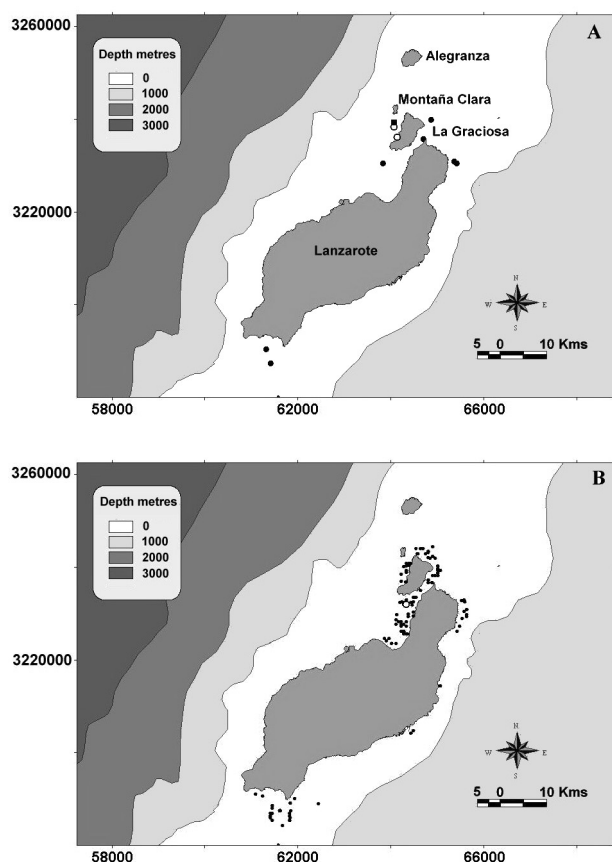 3260000
A
Depth metres
0
1000
2000
3000
Alegranza
Montaña Clara
La Graciosa
3220000
Lanzarote
N
W E
S
5 0 10 Kms
58000 62000 66000
3260000
B
Depth metres
0
1000
2000
3000
3220000
N
W E
S
5 0 10 Kms
58000 62000 66000